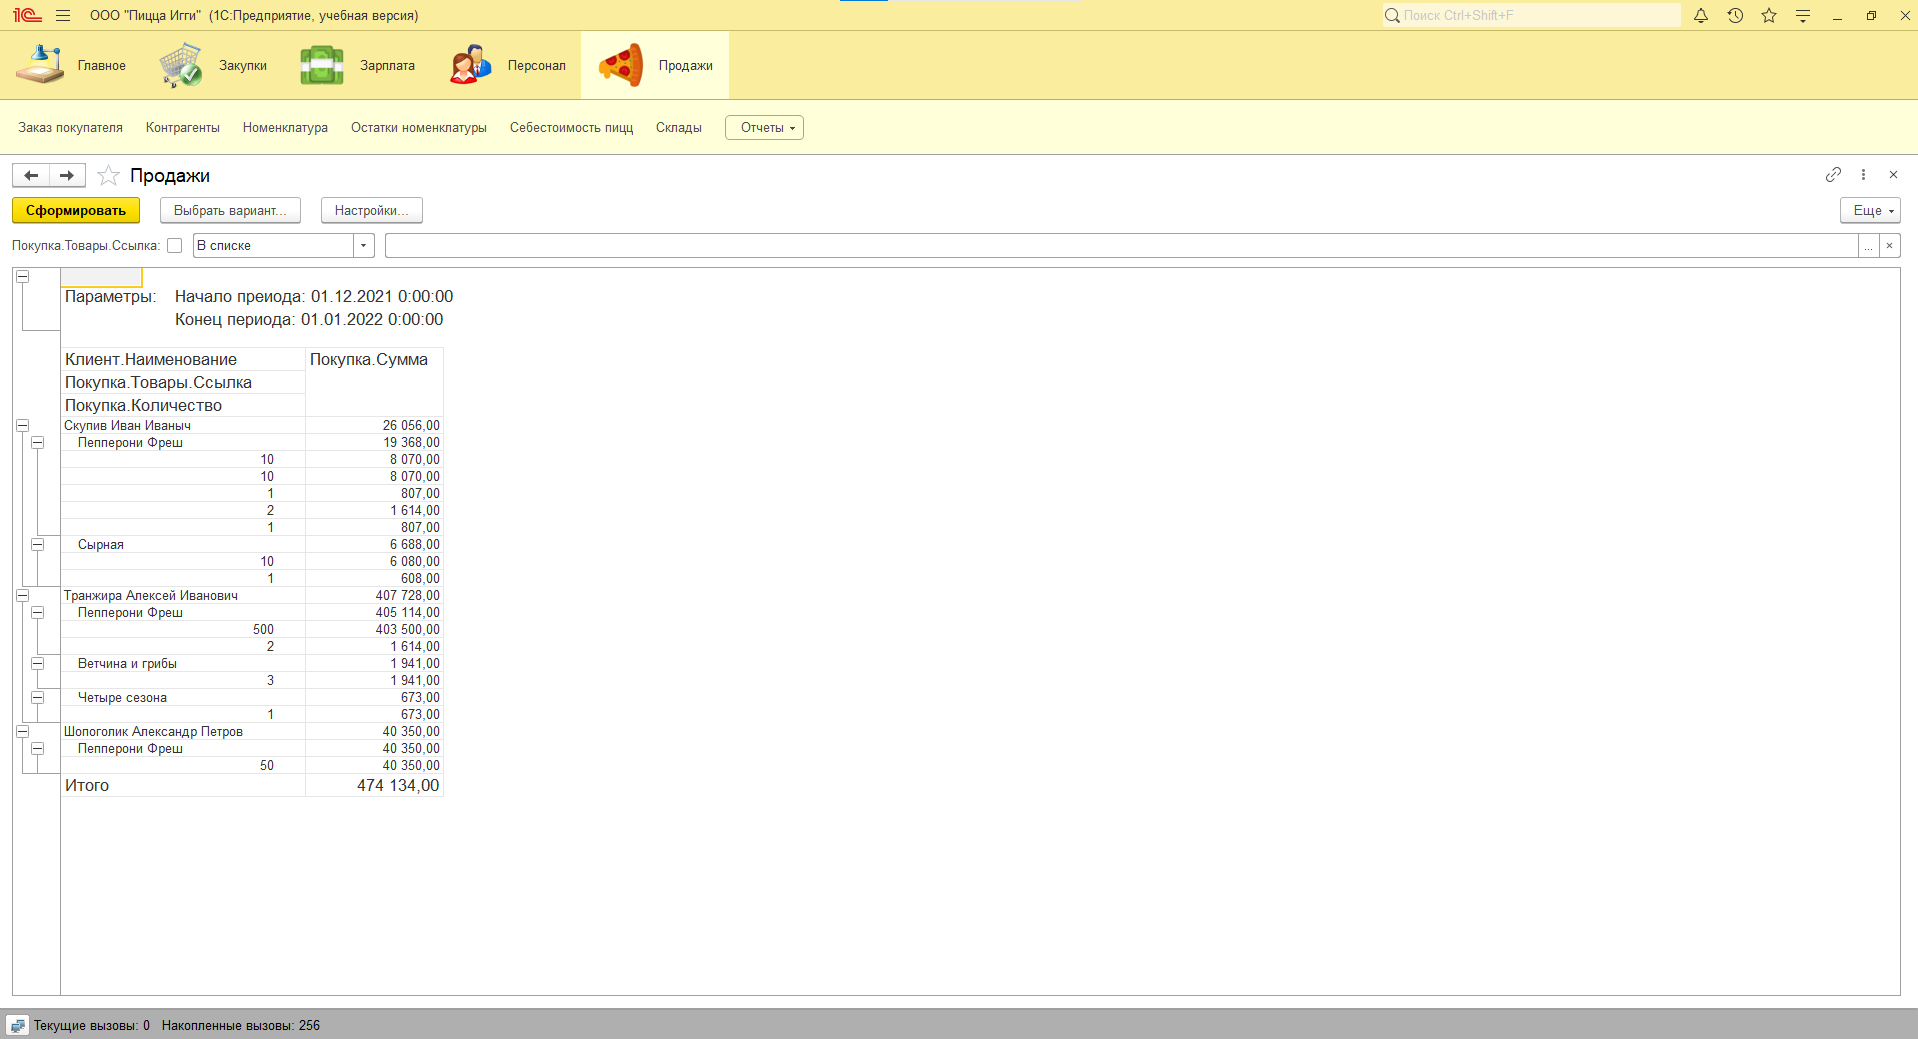 1С ООО "Пицца Игги" (1С:Предприятие, учебная версия) Поиск Ctrl+Shift+F
Главное Закупки Зарплата Персонал Продажи
Заказ покупателя Контрагенты Номенклатура Остатки номенклатуры Себестоимость пицц Склады Отчеты
Продажи
Сформировать Выбрать вариант... Настройки... Еще
Покупка.Товары.Ссылка: В списке ...
Параметры: Начало преиода: 01.12.2021 0:00:00
Конец периода: 01.01.2022 0:00:00
Клиент.Наименование Покупка.Сумма
Покупка.Товары.Ссылка
Покупка.Количество
Скупив Иван Иваныч 26 056,00
Пепперони Фреш 19 368,00
10 8 070,00
10 8 070,00
1 807,00
2 1 614,00
1 807,00
Сырная 6 688,00
10 6 080,00
1 608,00
Транжира Алексей Иванович 407 728,00
Пепперони Фреш 405 114,00
500 403 500,00
2 1 614,00
Ветчина и грибы 1 941,00
3 1 941,00
Четыре сезона 673,00
1 673,00
Шопоголик Александр Петров 40 350,00
Пепперони Фреш 40 350,00
50 40 350,00
Итого 474 134,00
Текущие вызовы: 0 Накопленные вызовы: 256